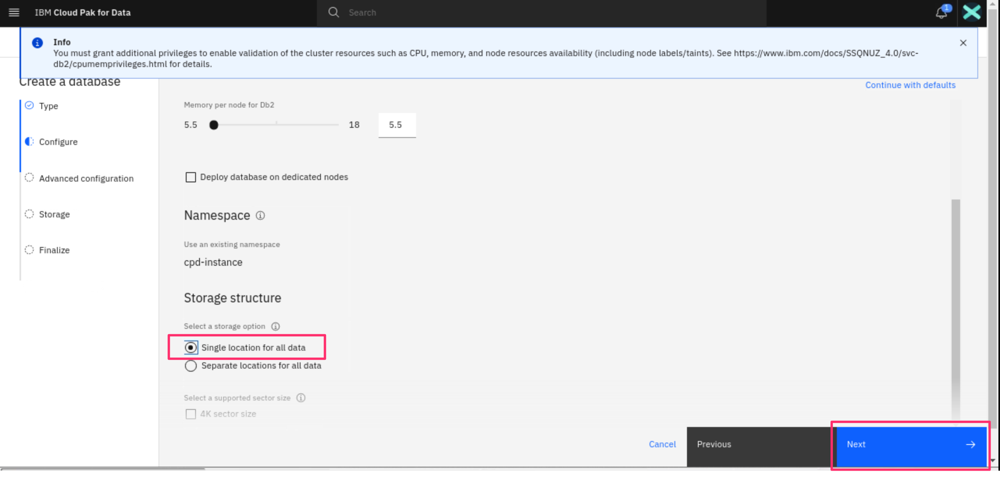 IBM Cloud Pak for Data
Search
1
Info
You must grant additional privileges to enable validation of the cluster resources such as CPU, memory, and node resources availability (including node labels/taints). See https://www.ibm.com/docs/SSQNUZ_4.0/svc-
db2/cpumemprivileges.html for details.
Create a database
Continue with defaults
Type
Configure
Advanced configuration
Storage
Finalize
Memory per node for Db2
5.5 18 5.5
Deploy database on dedicated nodes
Namespace
Use an existing namespace
cpd-instance
Storage structure
Select a storage option
Single location for all data
Separate locations for all data
Select a supported sector size
4K sector size
Cancel
Previous
Next